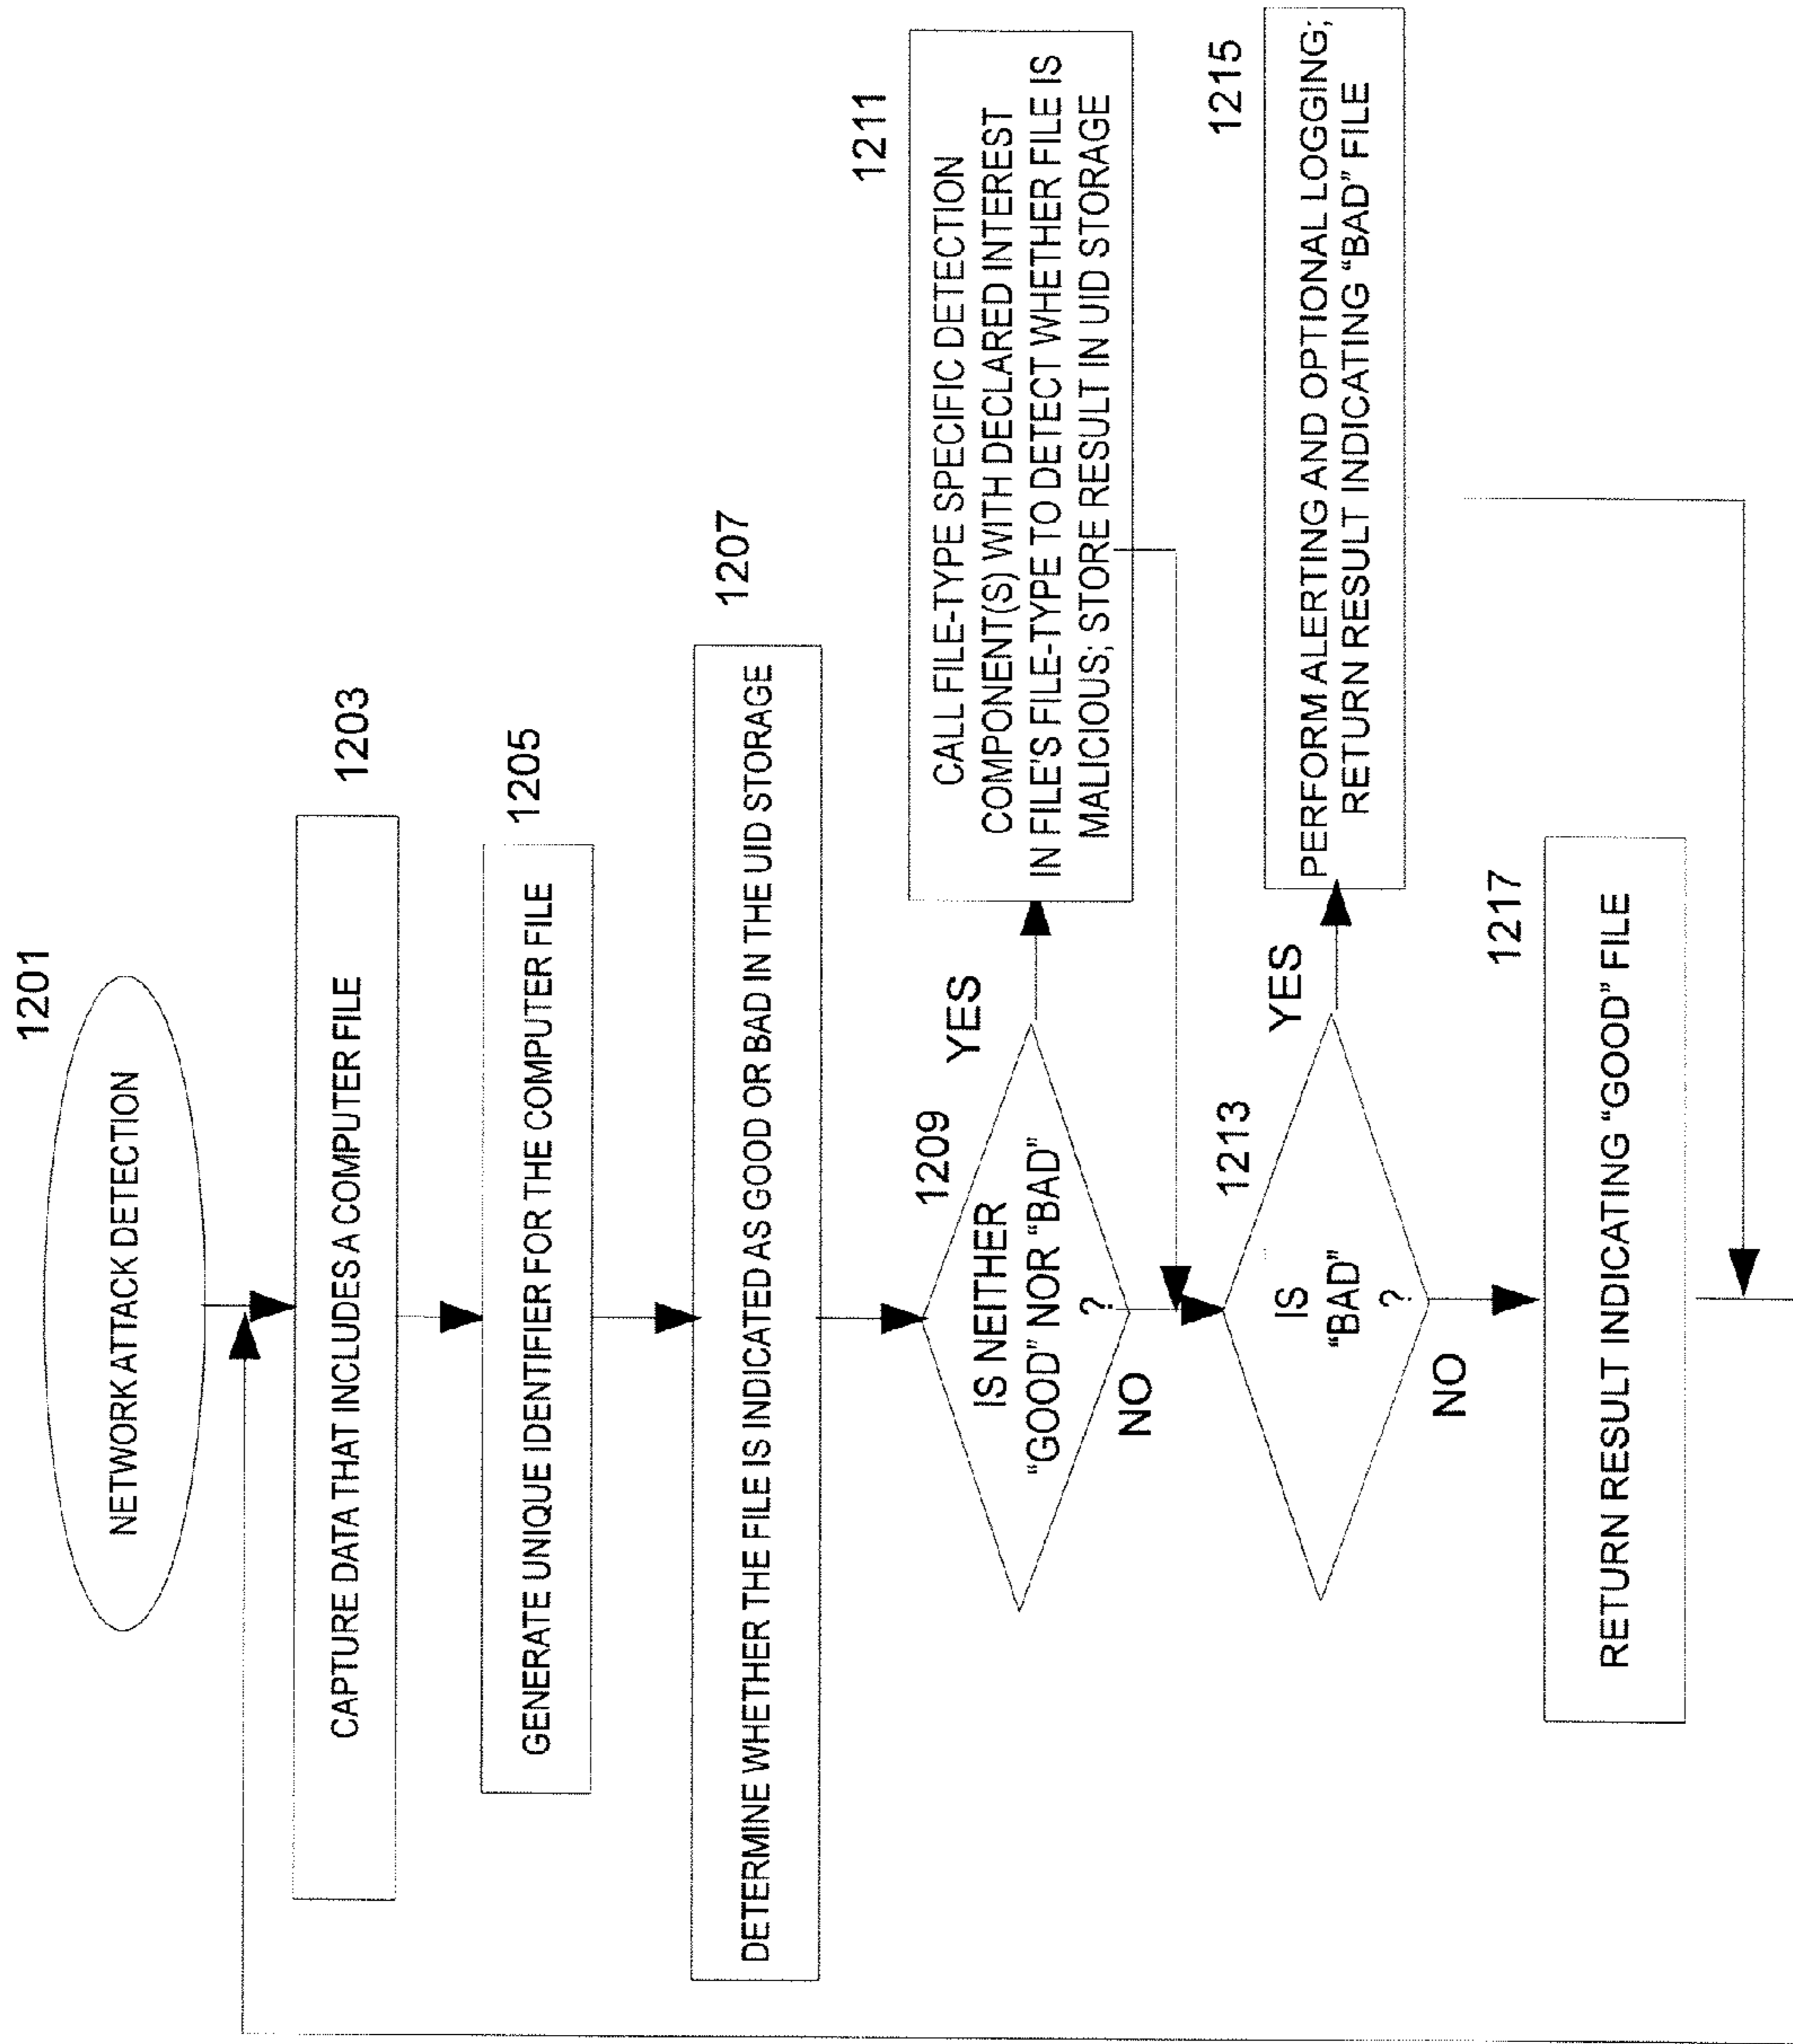 1201
NETWORK ATTACK DETECTION
1203
CAPTURE DATA THAT INCLUDES A COMPUTER FILE
1205
GENERATE UNIQUE IDENTIFIER FOR THE COMPUTER FILE
1207
DETERMINE WHETHER THE FILE IS INDICATED AS GOOD OR BAD IN THE UID STORAGE
1209
IS NEITHER
“GOOD” NOR “BAD”
?
YES
NO
1211
CALL FILE-TYPE SPECIFIC DETECTION
COMPONENT(S) WITH DECLARED INTEREST
IN FILE'S FILE-TYPE TO DETECT WHETHER FILE IS
MALICIOUS; STORE RESULT IN UID STORAGE
1213
IS
“BAD”
?
YES
NO
1215
PERFORM ALERTING AND OPTIONAL LOGGING;
RETURN RESULT INDICATING “BAD” FILE
1217
RETURN RESULT INDICATING “GOOD” FILE